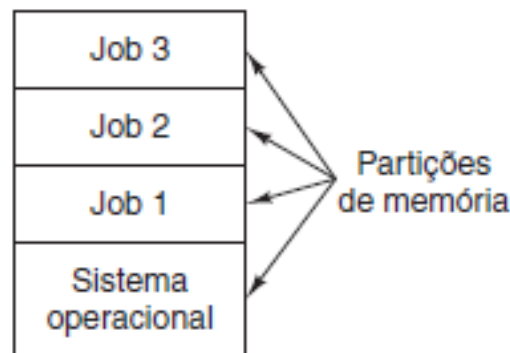 Job 3
Job 2
Job 1
Sistema
operacional
Partições
de memória